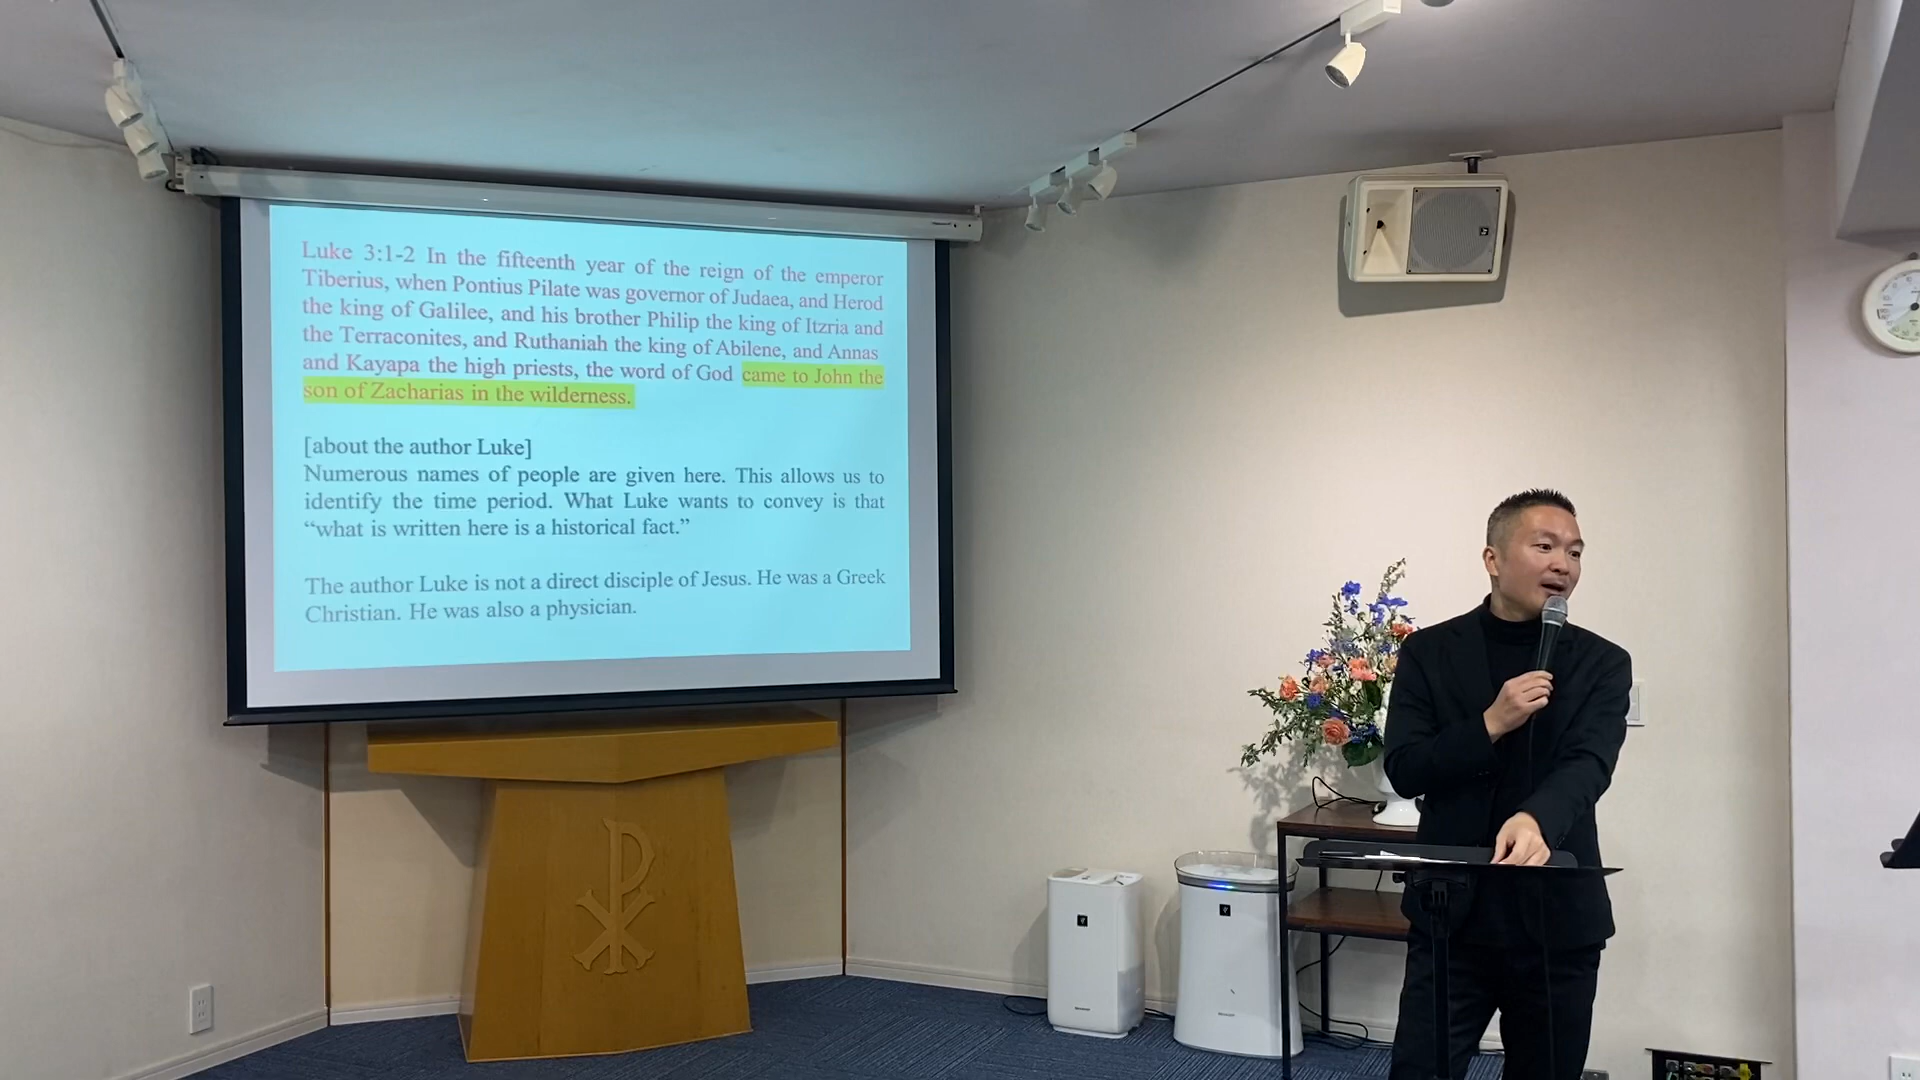 Luke 3:1-2 In the fifteenth year of the reign of the emperor
Tiberius, when Pontius Pilate was governor of Judaea, and Herod
the king of Galilee, and his brother Philip the king of Itzria and
the Terraconites, and Ruthaniah the king of Abilene, and Annas
and Kayapa the high priests, the word of God came to John the
son of Zacharias in the wilderness.
[about the author Luke]
Numerous names of people are given here. This allows us to
identify the time period. What Luke wants to convey is that
“what is written here is a historical fact.”
The author Luke is not a direct disciple of Jesus. He was a Greek
Christian. He was also a physician.